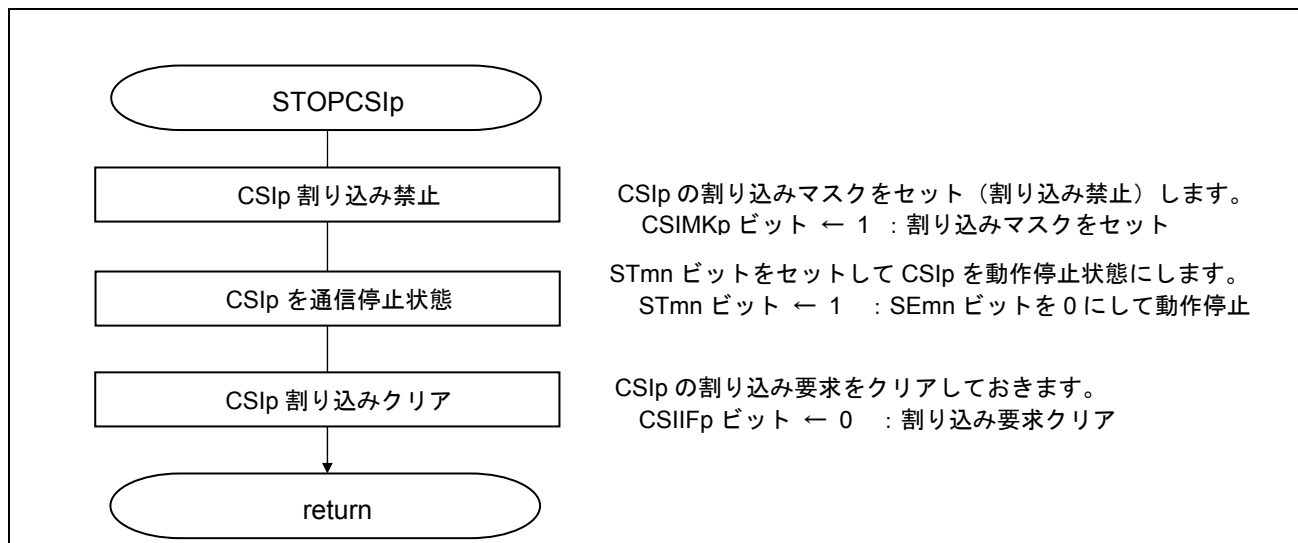 STOPCSIp
CSIp 割り込み禁止
CSIp の割り込みマスクをセット（割り込み禁止）します。
CSIMKp ビット ← 1 ：割り込みマスクをセット
CSIp を通信停止状態
STmn ビットをセットして CSIp を動作停止状態にします。
STmn ビット ← 1 ：SEmn ビットを 0 にして動作停止
CSIp 割り込みクリア
CSIp の割り込み要求をクリアしておきます。
CSIIFp ビット ← 0 ：割り込み要求クリア
return